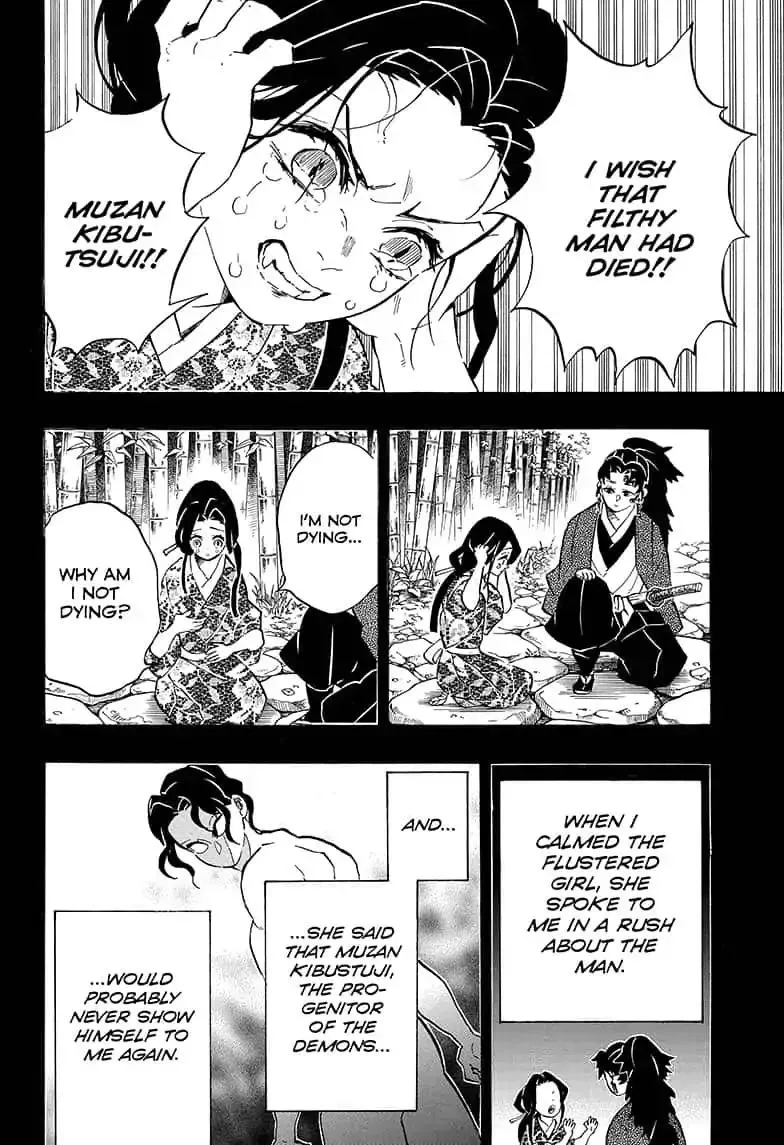 I WISH
THAT
FILTHY
MAN HAD
DIED!!
MUZAN
KIBU-
TSUJI!!
I'M NOT
DYING...
WHY AM
I NOT
DYING?
WHEN I
CALMED THE
FLUSTERED
GIRL, SHE
SPOKE TO
ME IN A RUSH
ABOUT THE
MAN.
AND...
...SHE SAID
THAT MUZAN
KIBUSTUJI,
THE PRO-
GENITOR
OF THE
DEMONS...
...WOULD
PROBABLY
NEVER SHOW
HIMSELF TO
ME AGAIN.